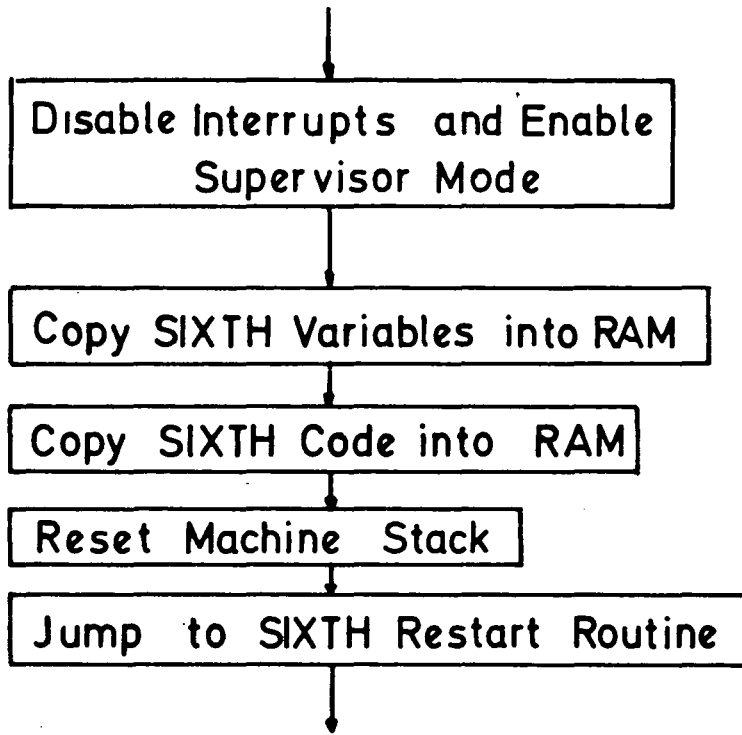 Disable Interrupts and Enable
Supervisor Mode
Copy SIXTH Variables into RAM
Copy SIXTH Code into RAM
Reset Machine Stack
Jump to SIXTH Restart Routine